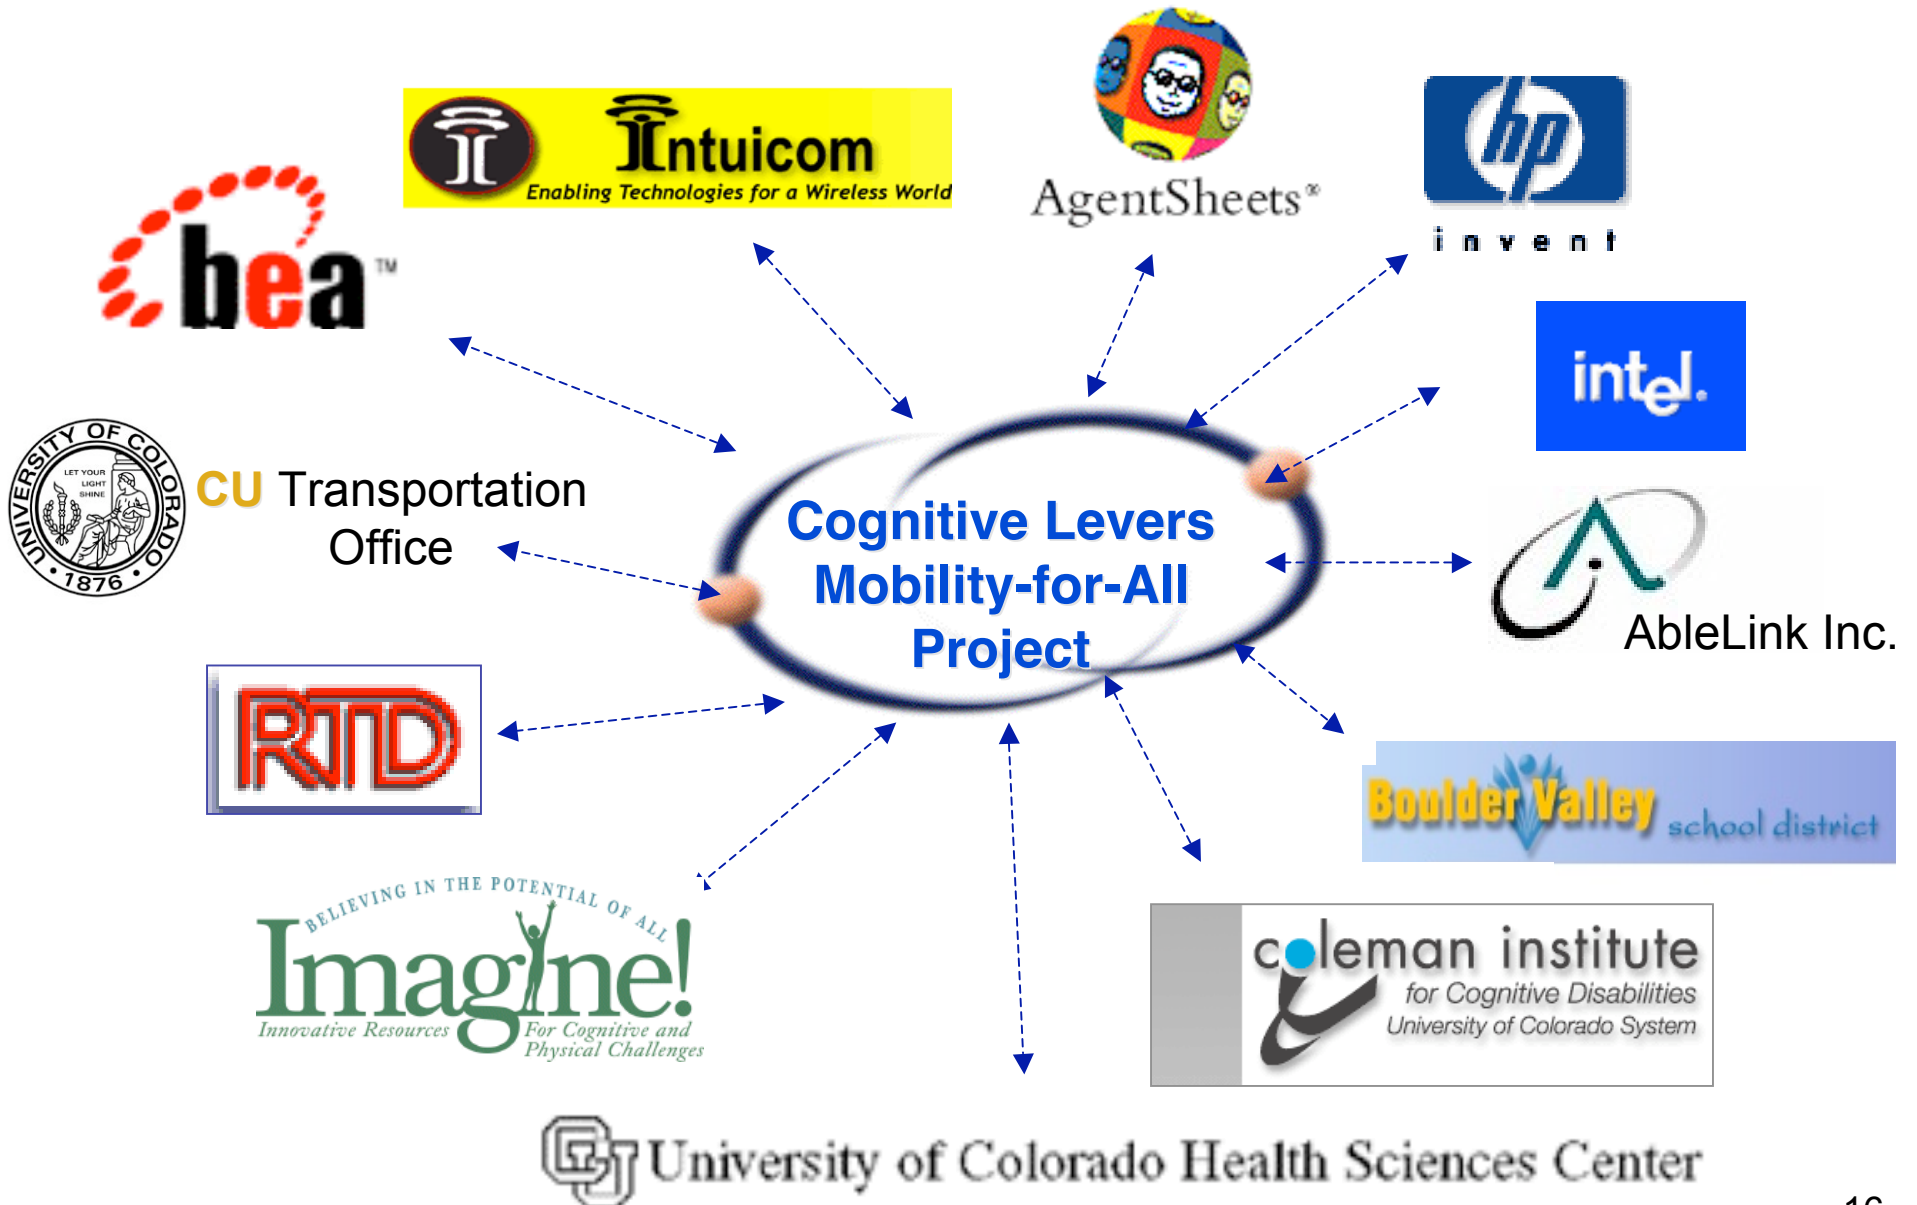 Intuicom
Enabling Technologies for a Wireless World
AgentSheets®
hp
invent
bea™
intel.
UNIVERSITY OF COLORADO
LET YOUR
LIGHT
SHINE
· 1876 ·
CU Transportation
Office
Cognitive Levers
Mobility-for-All
Project
AbleLink Inc.
RTD
Boulder Valley school district
BELIEVING IN THE POTENTIAL OF ALL
Imagine!
Innovative Resources For Cognitive and
Physical Challenges
coleman institute
for Cognitive Disabilities
University of Colorado System
CU University of Colorado Health Sciences Center
16